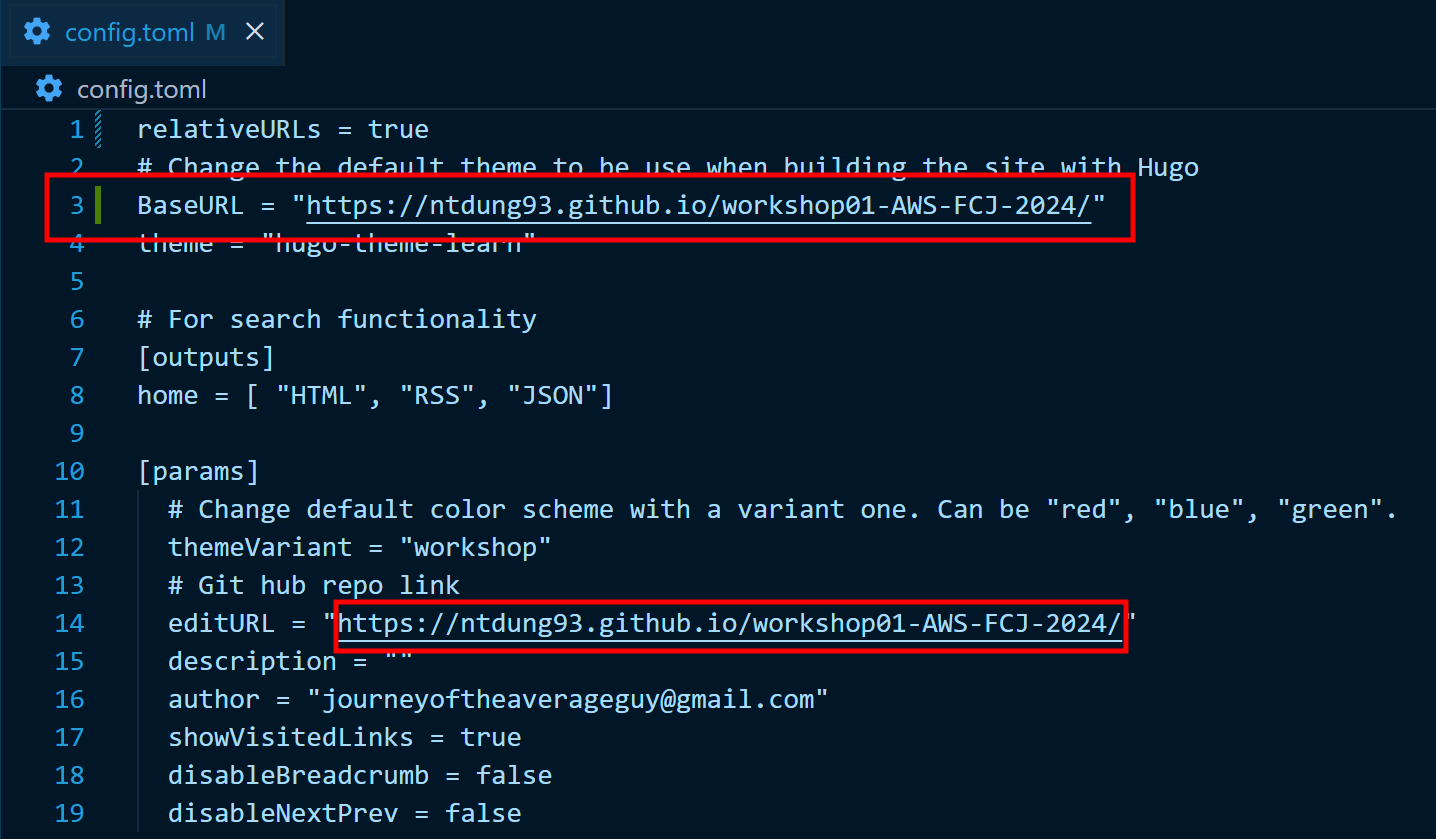 config.toml M
config.toml
1 relativeURLs = true
2 # Change the default theme to be use when building the site with Hugo
3 BaseURL = "https://ntdung93.github.io/workshop01-AWS-FCJ-2024/"
4 theme = "hugo-theme-learn"
5
6 # For search functionality
7 [outputs]
8 home = [ "HTML", "RSS", "JSON"]
9
10 [params]
11 # Change default color scheme with a variant one. Can be "red", "blue", "green".
12 themeVariant = "workshop"
13 # Git hub repo link
14 editURL = "https://ntdung93.github.io/workshop01-AWS-FCJ-2024/"
15 description = ""
16 author = "journeyoftheaverageguy@gmail.com"
17 showVisitedLinks = true
18 disableBreadcrumb = false
19 disableNextPrev = false